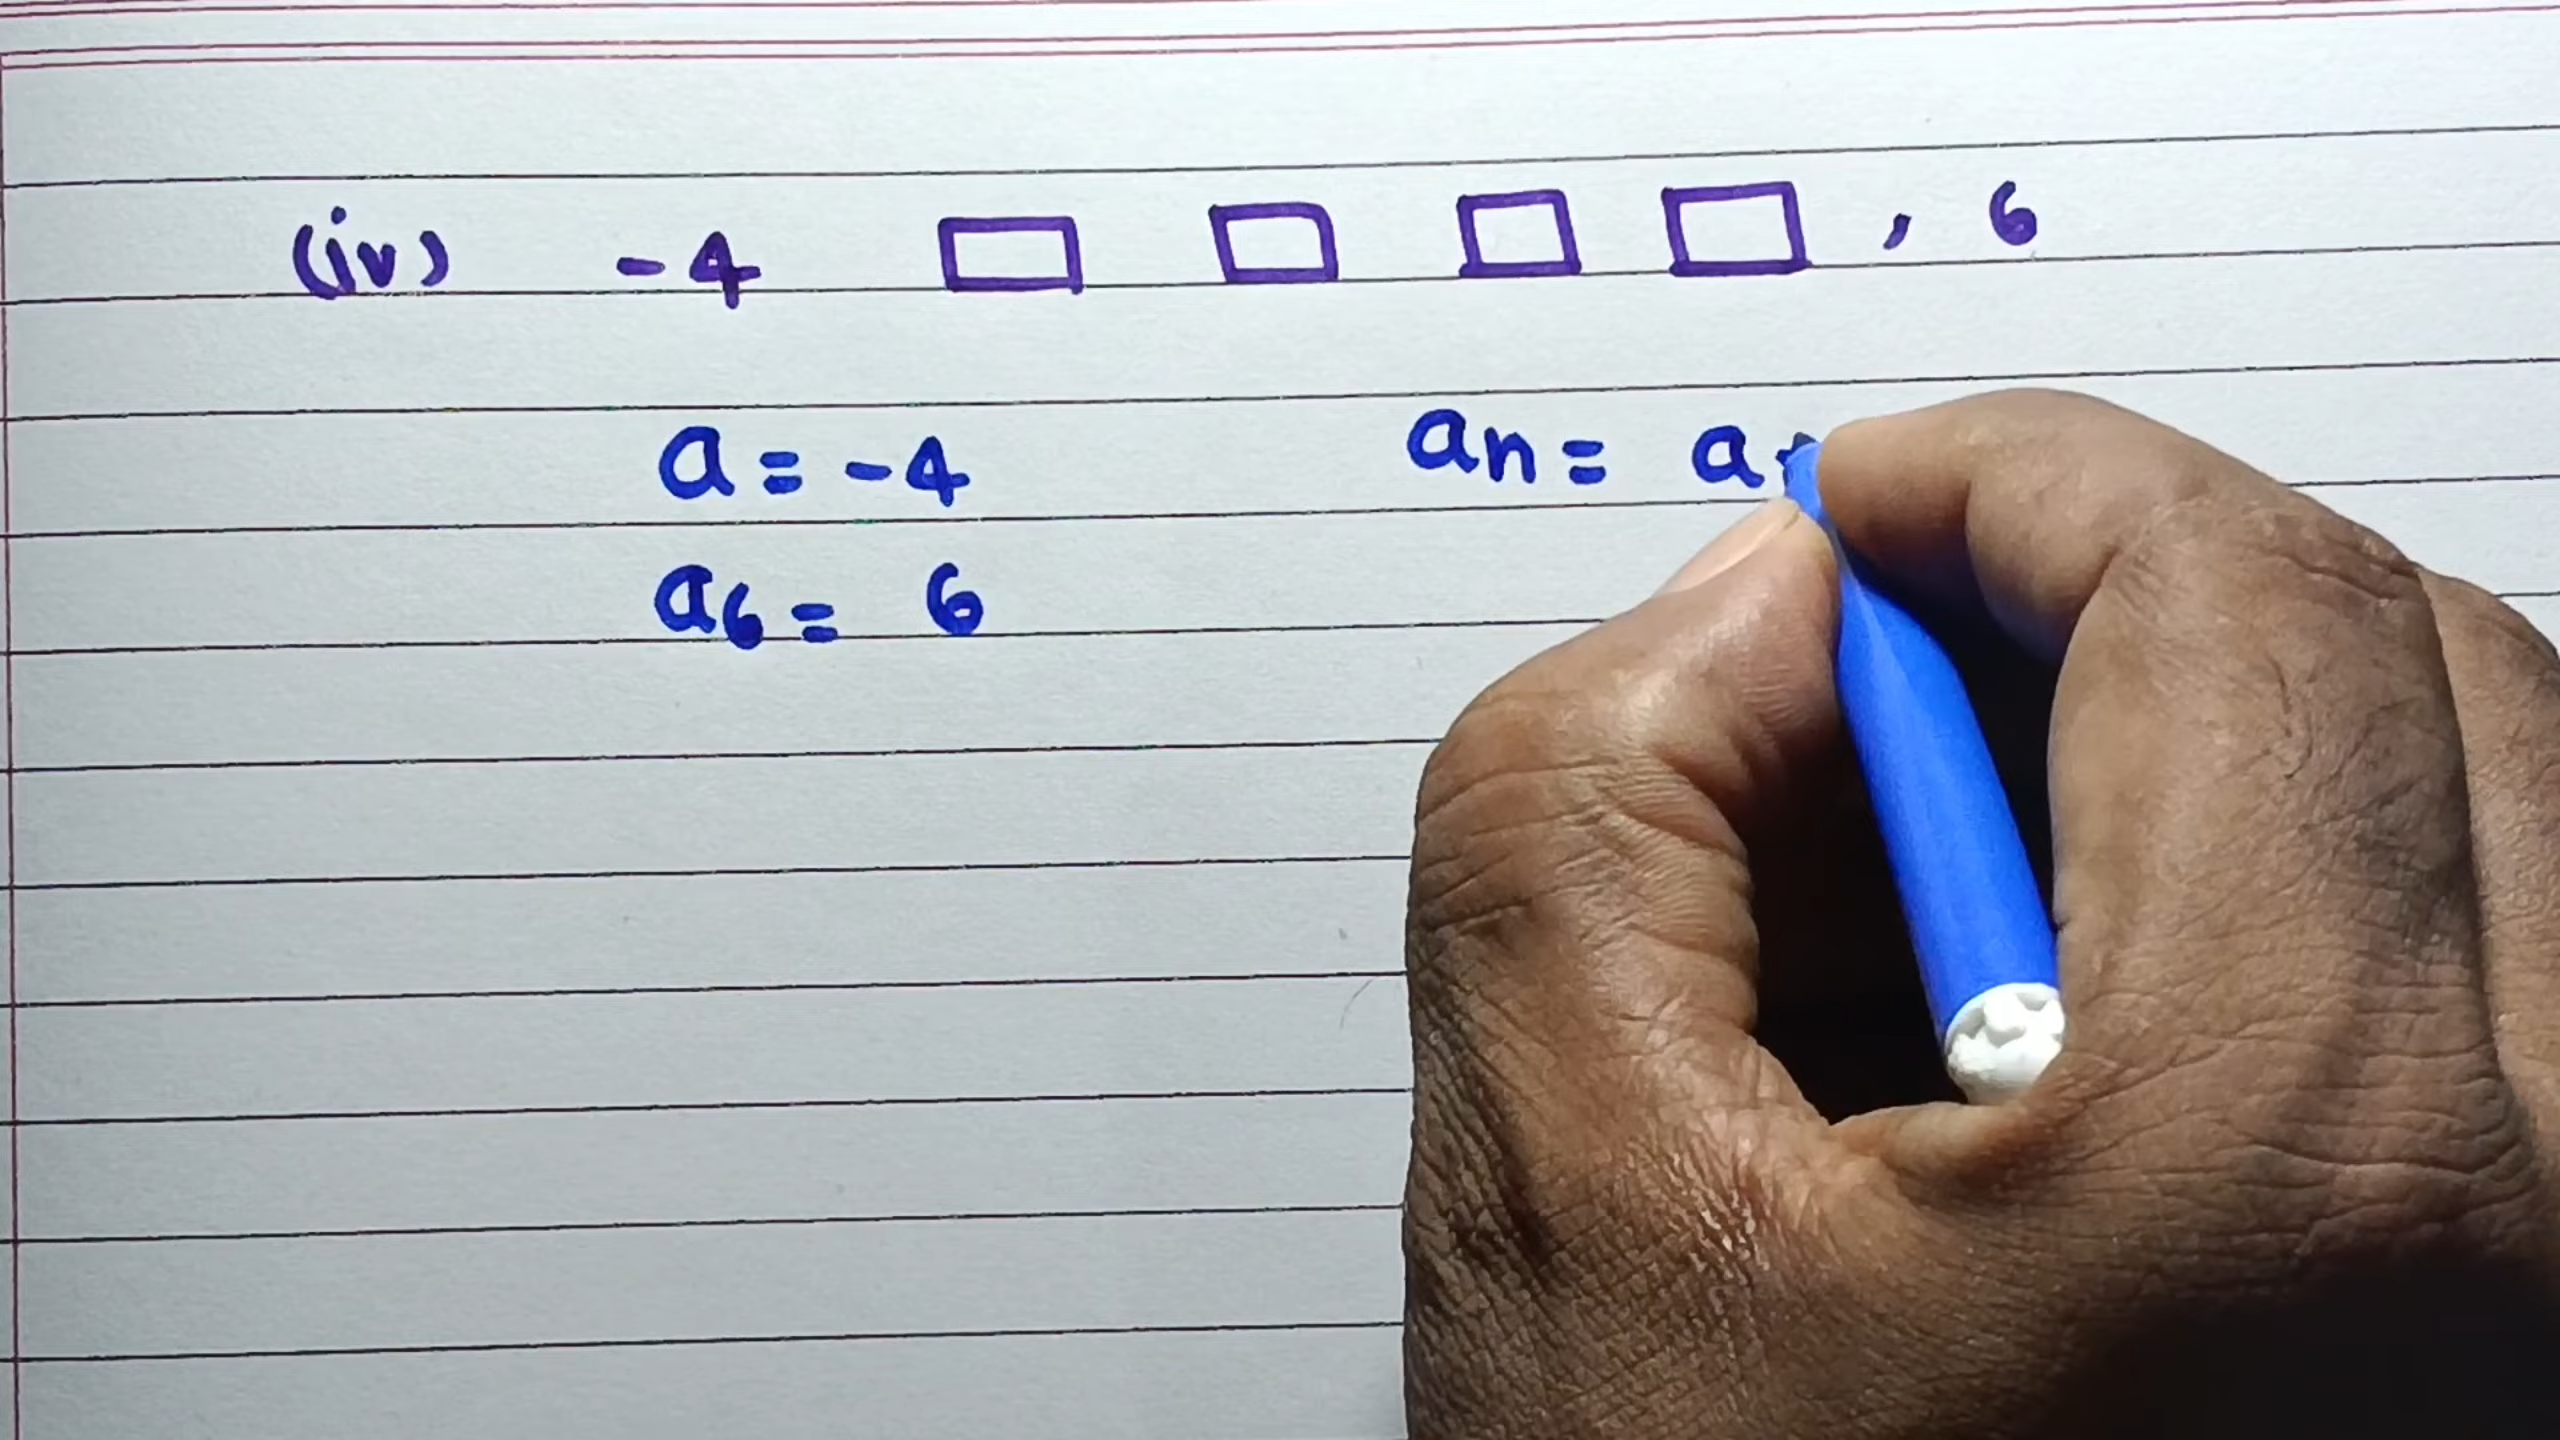 (iv) -4 □ □ □ □ , 6
a = -4 an = a
a6 = 6